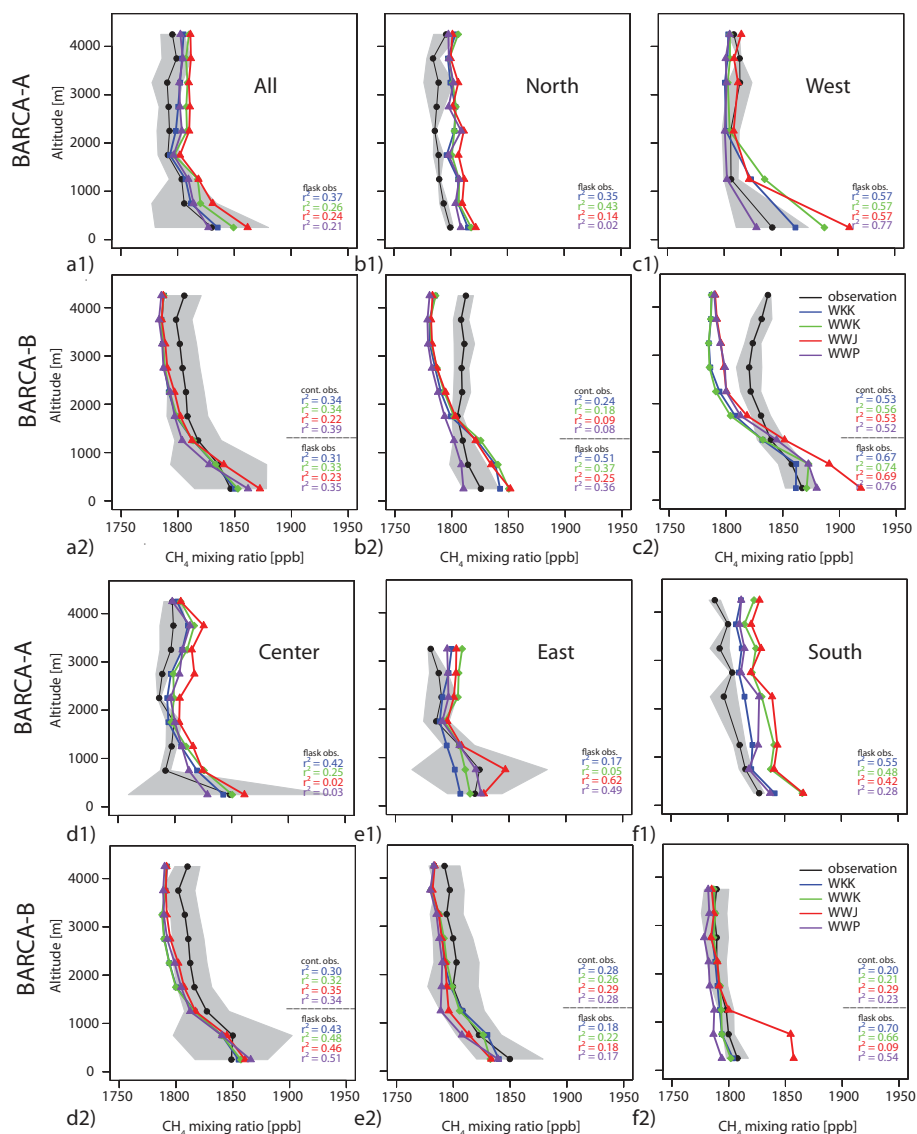 BARCA-A
Altitude [m]
4000
3000
2000
1000
0
All
flask obs.
r² = 0.37
r² = 0.26
r² = 0.24
r² = 0.21
a1)
North
flask obs.
r² = 0.35
r² = 0.43
r² = 0.14
r² = 0.02
b1)
West
flask obs.
r² = 0.57
r² = 0.57
r² = 0.57
r² = 0.77
c1)
BARCA-B
Altitude [m]
4000
3000
2000
1000
0
cont. obs.
r² = 0.34
r² = 0.34
r² = 0.22
r² = 0.39
flask obs.
r² = 0.31
r² = 0.33
r² = 0.23
r² = 0.35
1750 1800 1850 1900 1950
a2)
CH₄ mixing ratio [ppb]
cont. obs.
r² = 0.24
r² = 0.18
r² = 0.09
r² = 0.08
flask obs.
r² = 0.51
r² = 0.37
r² = 0.25
r² = 0.36
1750 1800 1850 1900 1950
b2)
CH₄ mixing ratio [ppb]
observation
WKK
WWK
WWJ
WWP
cont. obs.
r² = 0.53
r² = 0.56
r² = 0.53
r² = 0.52
flask obs.
r² = 0.67
r² = 0.74
r² = 0.69
r² = 0.76
1750 1800 1850 1900 1950
c2)
CH₄ mixing ratio [ppb]
BARCA-A
Altitude [m]
4000
3000
2000
1000
0
Center
flask obs.
r² = 0.42
r² = 0.25
r² = 0.02
r² = 0.03
d1)
East
flask obs.
r² = 0.17
r² = 0.05
r² = 0.62
r² = 0.49
e1)
South
flask obs.
r² = 0.55
r² = 0.48
r² = 0.42
r² = 0.28
f1)
BARCA-B
Altitude [m]
4000
3000
2000
1000
0
cont. obs.
r² = 0.30
r² = 0.32
r² = 0.35
r² = 0.34
flask obs.
r² = 0.43
r² = 0.48
r² = 0.46
r² = 0.51
1750 1800 1850 1900 1950
d2)
CH₄ mixing ratio [ppb]
cont. obs.
r² = 0.28
r² = 0.26
r² = 0.29
r² = 0.28
flask obs.
r² = 0.18
r² = 0.22
r² = 0.18
r² = 0.17
1750 1800 1850 1900 1950
e2)
CH₄ mixing ratio [ppb]
observation
WKK
WWK
WWJ
WWP
cont. obs.
r² = 0.20
r² = 0.21
r² = 0.29
r² = 0.23
flask obs.
r² = 0.70
r² = 0.66
r² = 0.09
r² = 0.54
1750 1800 1850 1900 1950
f2)
CH₄ mixing ratio [ppb]